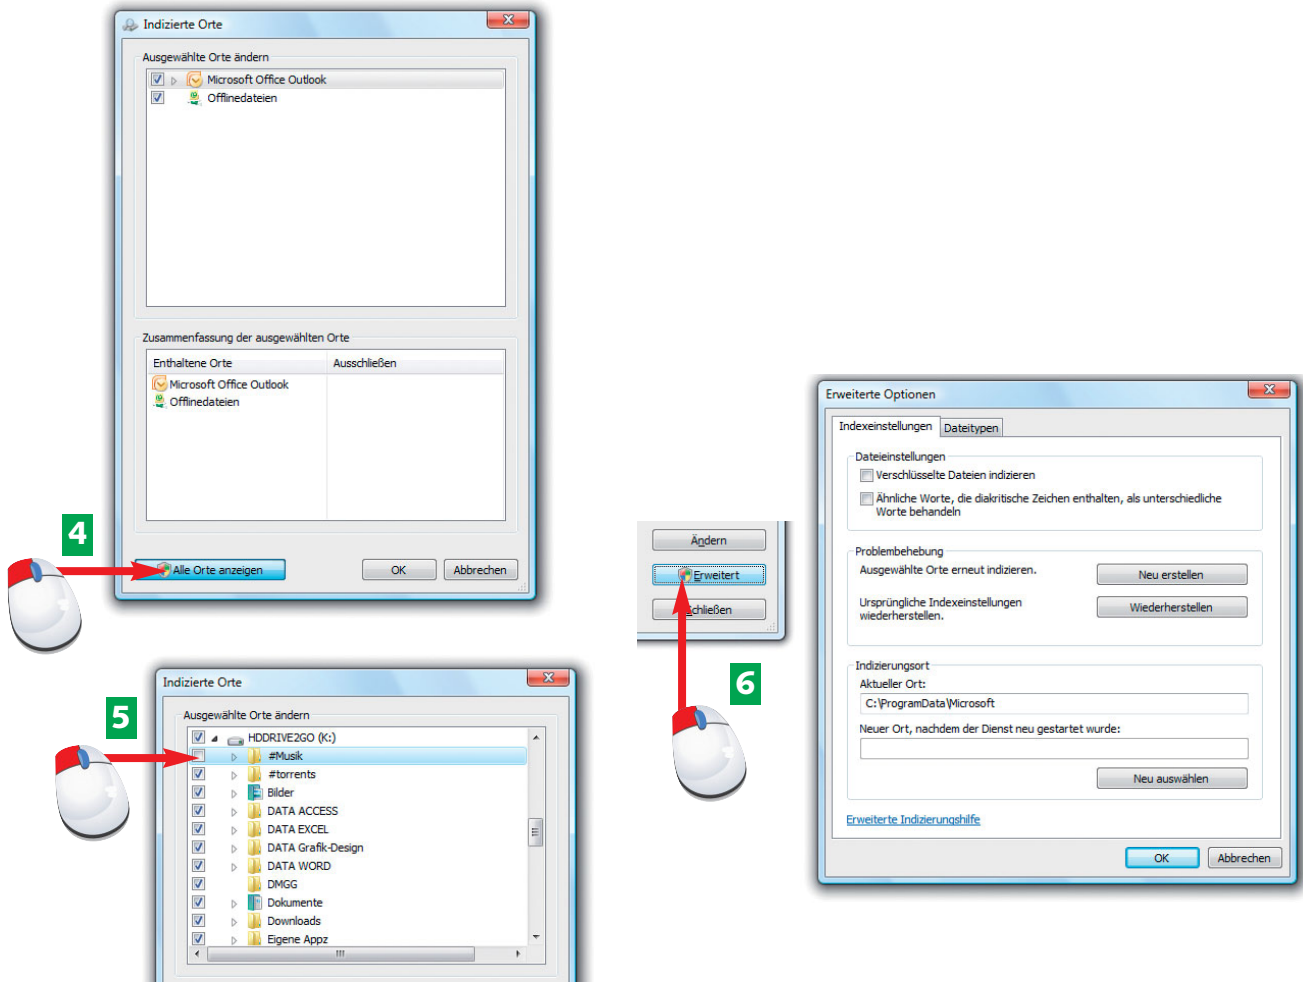 Indizierte Orte
Ausgewählte Orte ändern
Microsoft Office Outlook
Offlinedateien
Zusammenfassung der ausgewählten Orte
Enthaltene Orte Ausschließen
Microsoft Office Outlook
Offlinedateien
4
Alle Orte anzeigen OK Abbrechen
5
Indizierte Orte
Ausgewählte Orte ändern
HDDRIVE2GO (K:)
#Musik
#torrents
Bilder
DATA ACCESS
DATA EXCEL
DATA Grafik-Design
DATA WORD
DMGG
Dokumente
Downloads
Eigene Appz
Ändern
Erweitert
chließen
6
Erweiterte Optionen
Indexeinstellungen Dateitypen
Dateieinstellungen
Verschlüsselte Dateien indizieren
Ähnliche Worte, die diakritische Zeichen enthalten, als unterschiedliche
Worte behandeln
Problembehebung
Ausgewählte Orte erneut indizieren. Neu erstellen
Ursprüngliche Indexeinstellungen
wiederherstellen. Wiederherstellen
Indizierungsort
Aktueller Ort:
C:\ProgramData\Microsoft
Neuer Ort, nachdem der Dienst neu gestartet wurde:
Neu auswählen
Erweiterte Indizierungshilfe
OK Abbrechen